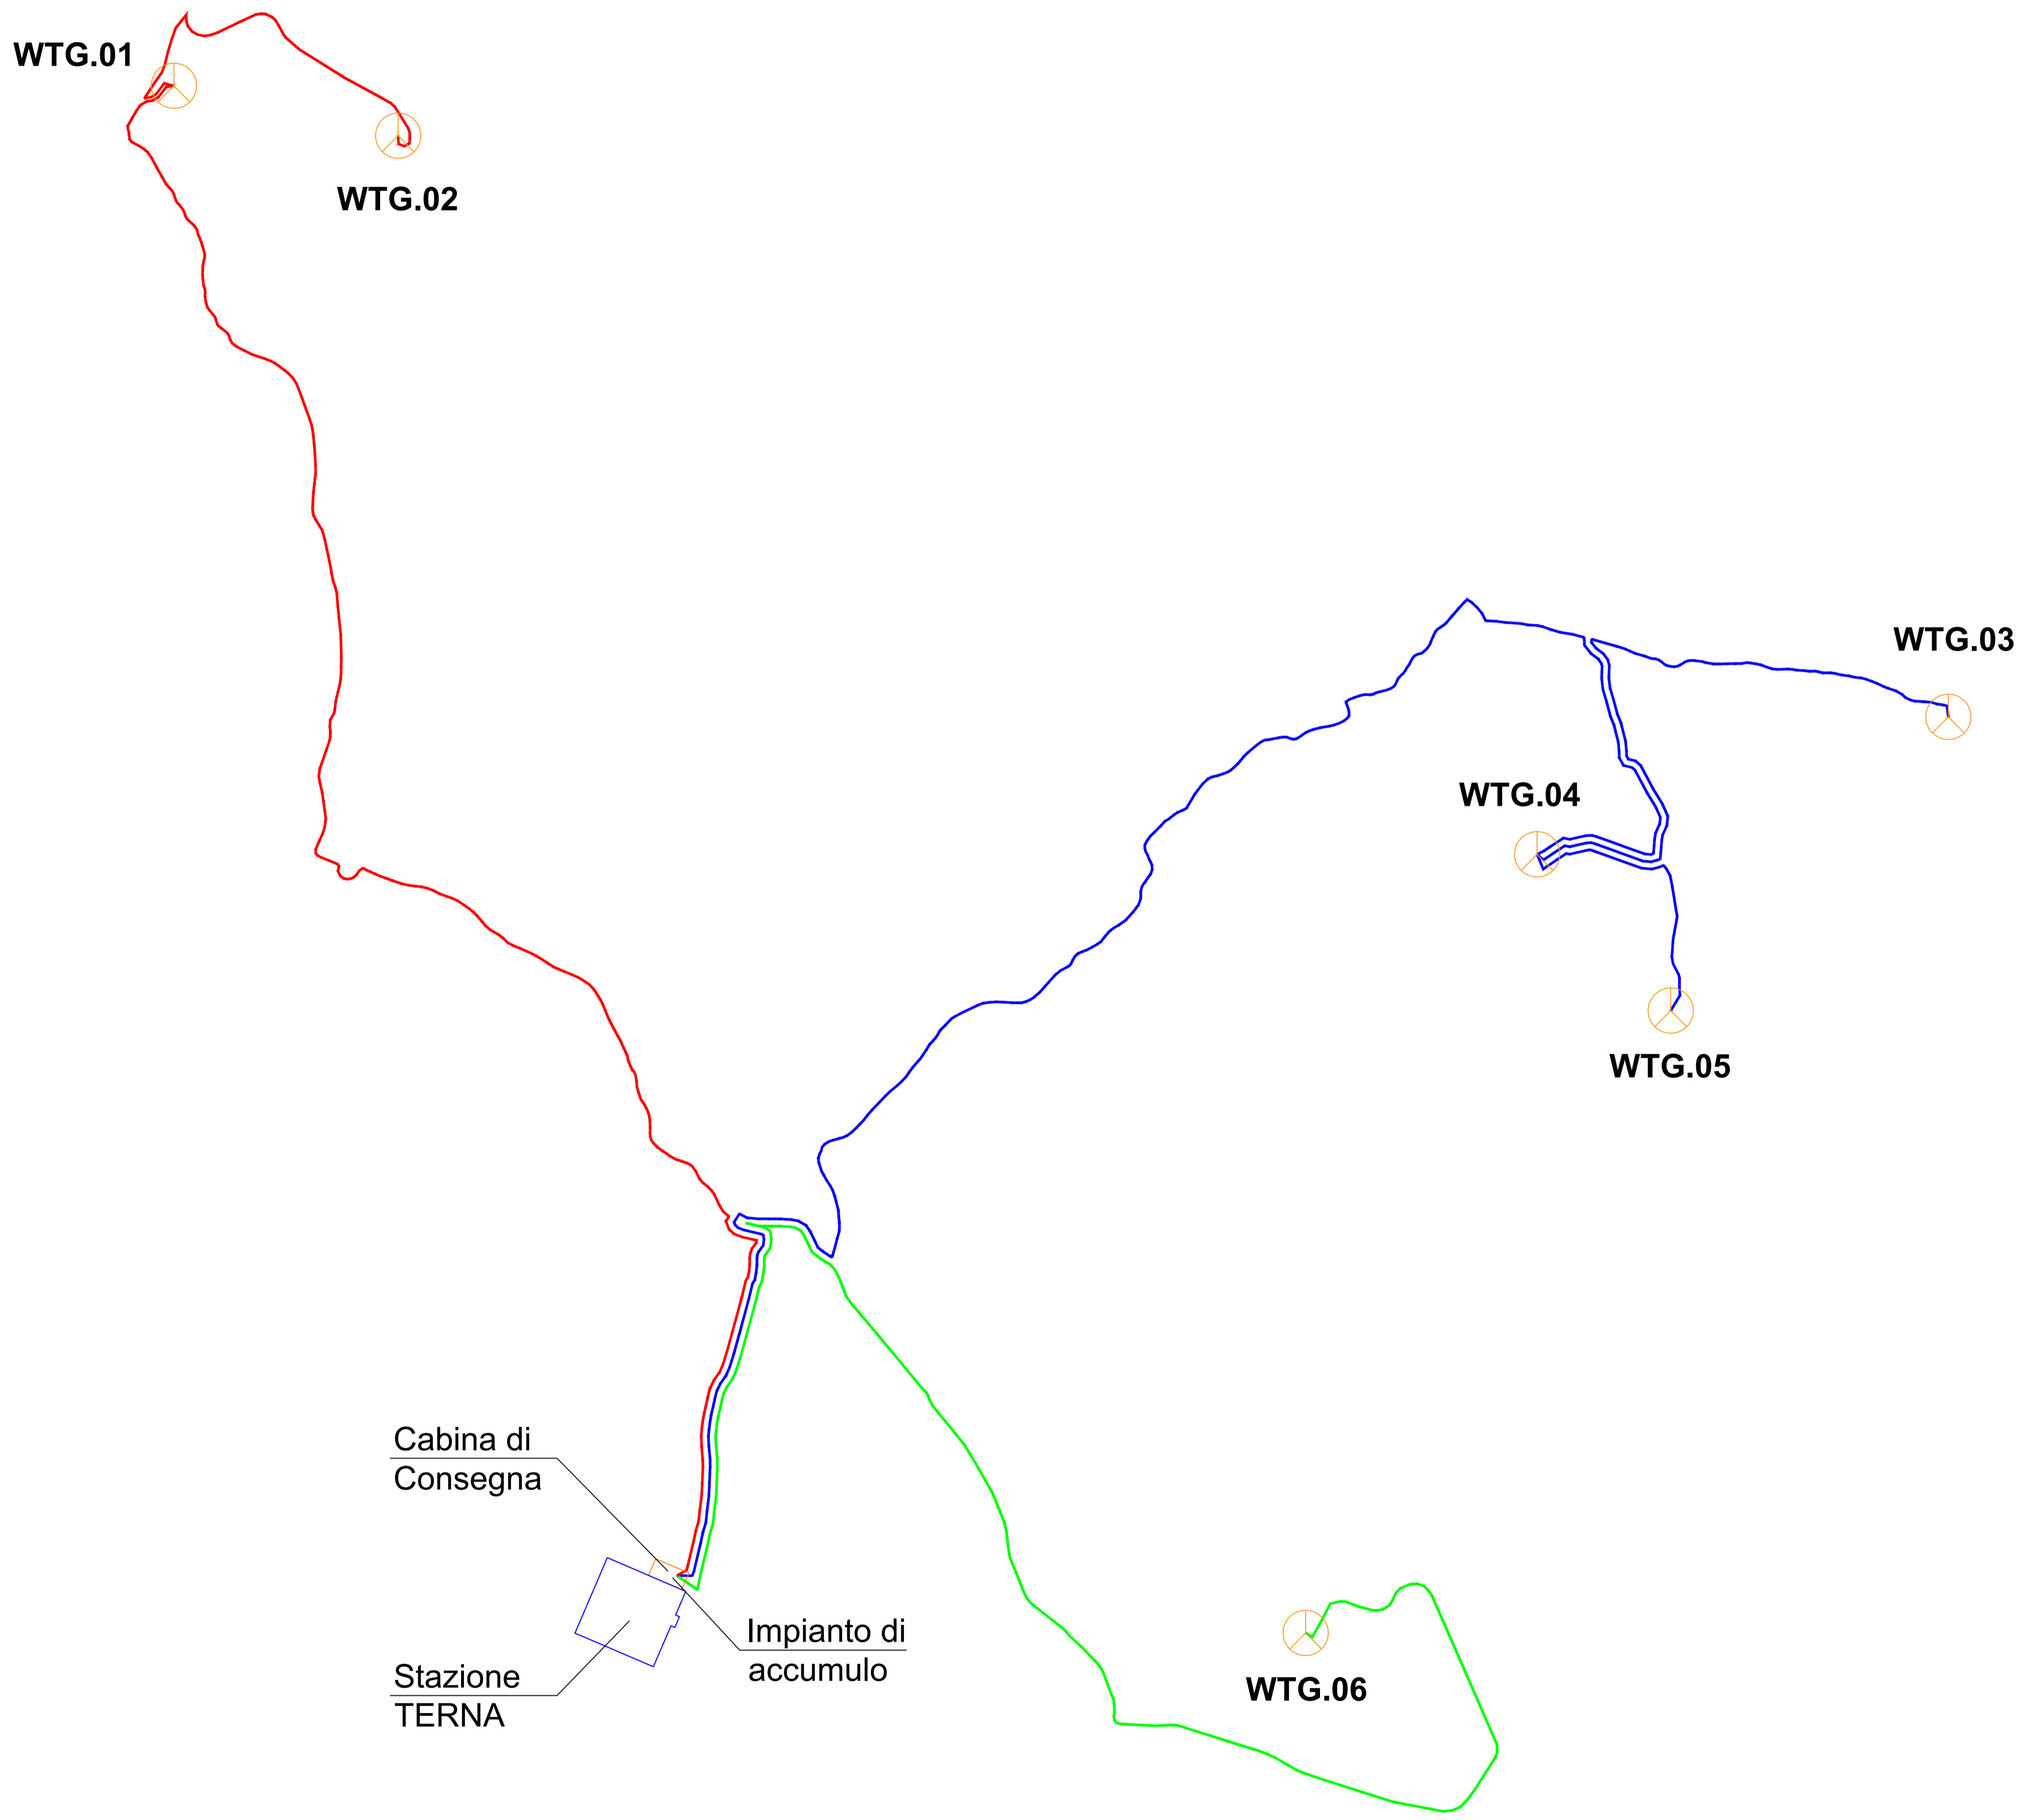 WTG.01
WTG.02
WTG.03
WTG.04
WTG.05
Cabina di
Consegna
Impianto di
accumulo
Stazione
TERNA
WTG.06